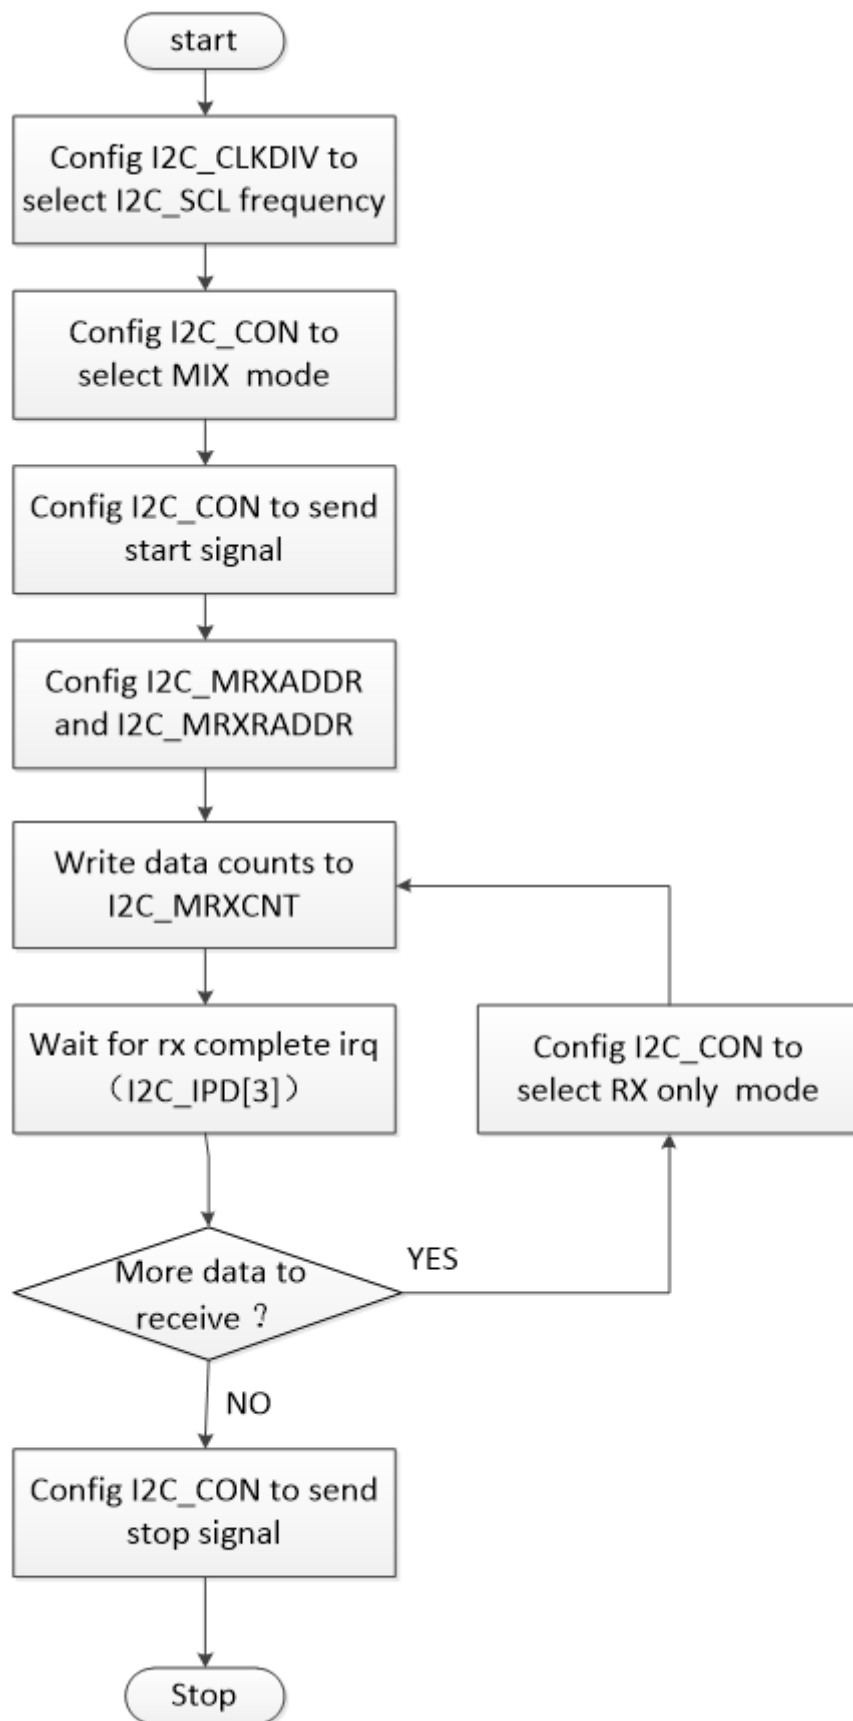 start
Config I2C_CLKDIV to
select I2C_SCL frequency
Config I2C_CON to
select MIX  mode
Config I2C_CON to send
start signal
Config I2C_MRXADDR
and I2C_MRXRADDR
Write data counts to
I2C_MRXCNT
Wait for rx complete irq
（I2C_IPD[3]）
Config I2C_CON to
select RX only  mode
More data to
receive？
YES
NO
Config I2C_CON to send
stop signal
Stop